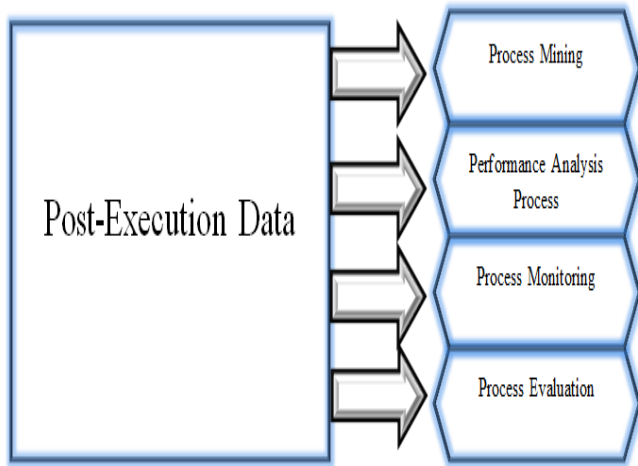 Post-Execution Data
Process Mining
Performance Analysis
Process
Process Monitoring
Process Evaluation